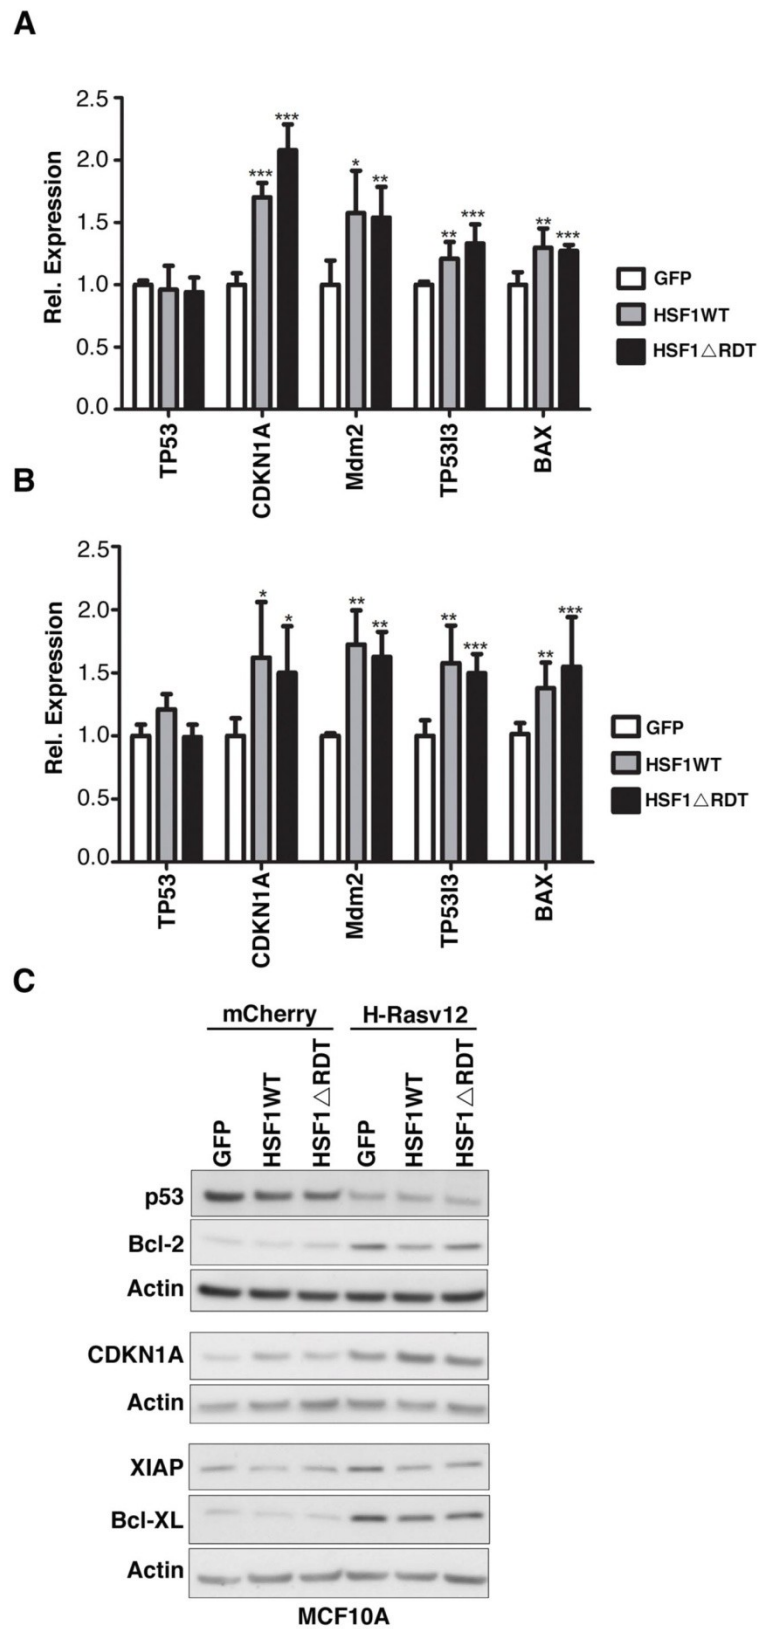 A
2.5
2.0
1.5
1.0
0.5
0.0
Rel. Expression
***
***
*
**
**
***
**
***
GFP
HSF1WT
HSF1△RDT
TP53
CDKN1A
Mdm2
TP53I3
BAX
B
2.5
2.0
1.5
1.0
0.5
0.0
Rel. Expression
*
*
**
**
**
***
**
***
GFP
HSF1WT
HSF1△RDT
TP53
CDKN1A
Mdm2
TP53I3
BAX
C
mCherry H-Rasv12
GFP HSF1WT HSF1△RDT GFP HSF1WT HSF1△RDT
p53
Bcl-2
Actin
CDKN1A
Actin
XIAP
Bcl-XL
Actin
MCF10A